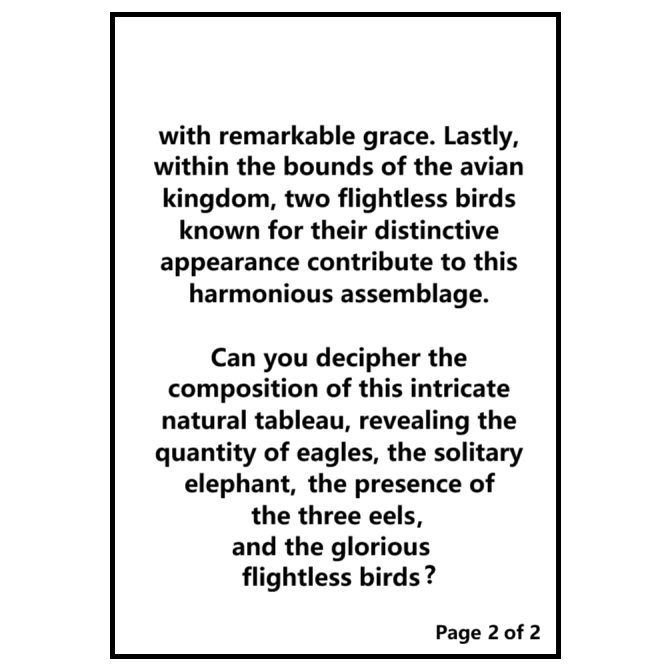 with remarkable grace. Lastly,
within the bounds of the avian
kingdom, two flightless birds
known for their distinctive
appearance contribute to this
harmonious assemblage.
Can you decipher the
composition of this intricate
natural tableau, revealing the
quantity of eagles, the solitary
elephant, the presence of
the three eels,
and the glorious
flightless birds?
Page 2 of 2